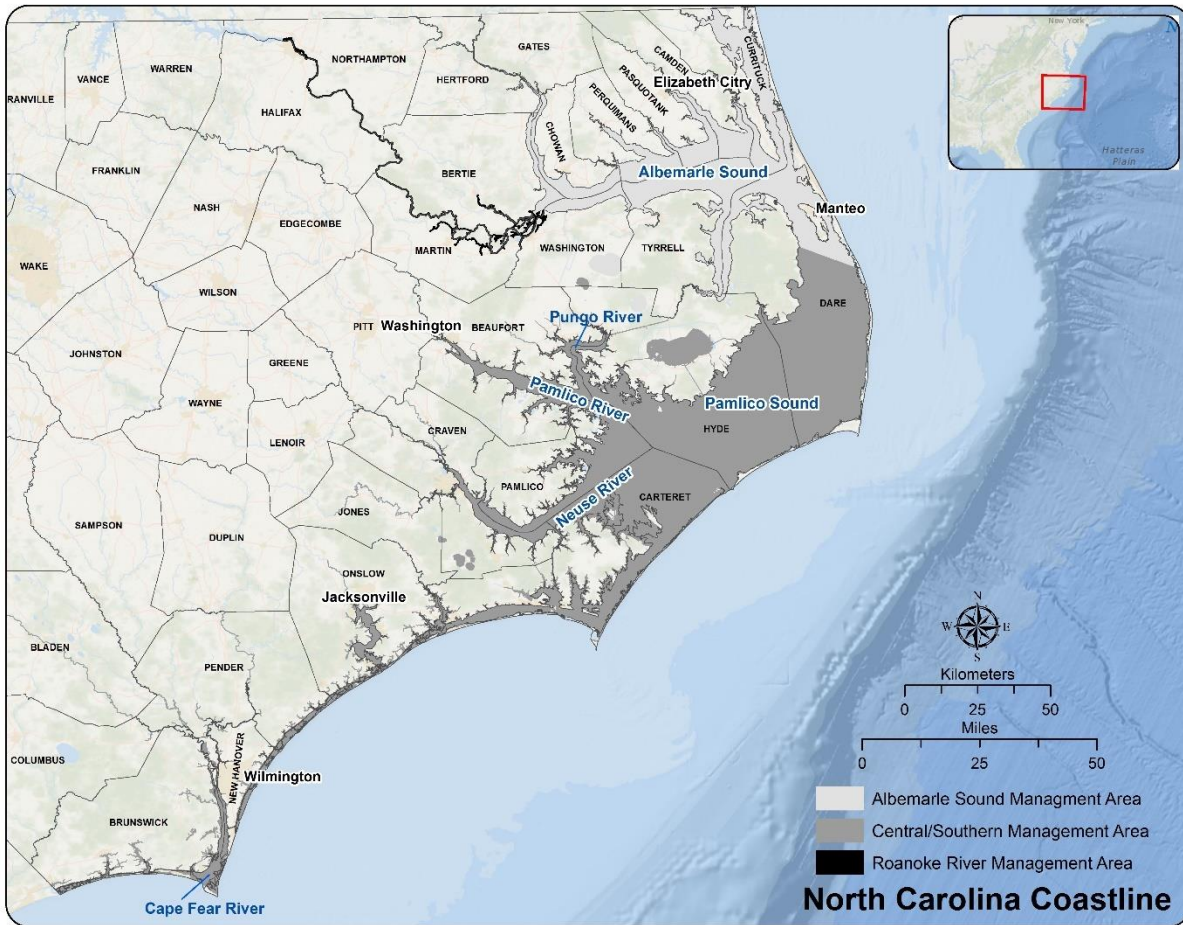 New York
N
Hatteras
Plain
GATES
CAMDEN
CURRITUCK
NORTHAMPTON
WARREN
VANCE
HERTFORD
PASQUOTANK
Elizabeth Citry
RANVILLE
HALIFAX
PERQUIMANS
CHOWAN
FRANKLIN
BERTIE
Albemarle Sound
NASH
EDGECOMBE
Manteo
MARTIN
WASHINGTON
TYRRELL
WAKE
WILSON
DARE
PITT
Washington
BEAUFORT
Pungo River
JOHNSTON
GREENE
WAYNE
Pamlico River
Pamlico Sound
HYDE
CRAVEN
LENOIR
PAMLICO
Neuse River
CARTERET
JONES
SAMPSON
DUPLIN
ONSLOW
Jacksonville
BLADEN
PENDER
N
W E
S
Kilometers
0 25 50
Miles
0 25 50
COLUMBUS
NEW HANOVER
Wilmington
BRUNSWICK
Cape Fear River
Albemarle Sound Managment Area
Central/Southern Management Area
Roanoke River Management Area
North Carolina Coastline